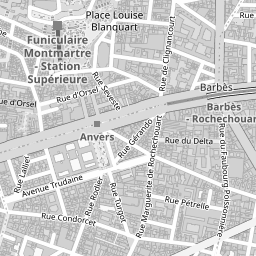 Place Louise
Blanquart
Funiculaire
Montmartre
- Station
Supérieure
Rue de Clignancourt
Rue d'Orsel
Rue Seveste
Barbès
Barbès
- Rochechouart
Anvers
Rue Gérando
Rue du Delta
Rue Lallier
Avenue Trudaine
Rue Rodier
Rue Turgot
Rue Marguerite de Rochechouart
Rue du Faubourg Poissonnière
Rue Pétrelle
Rue Condorcet